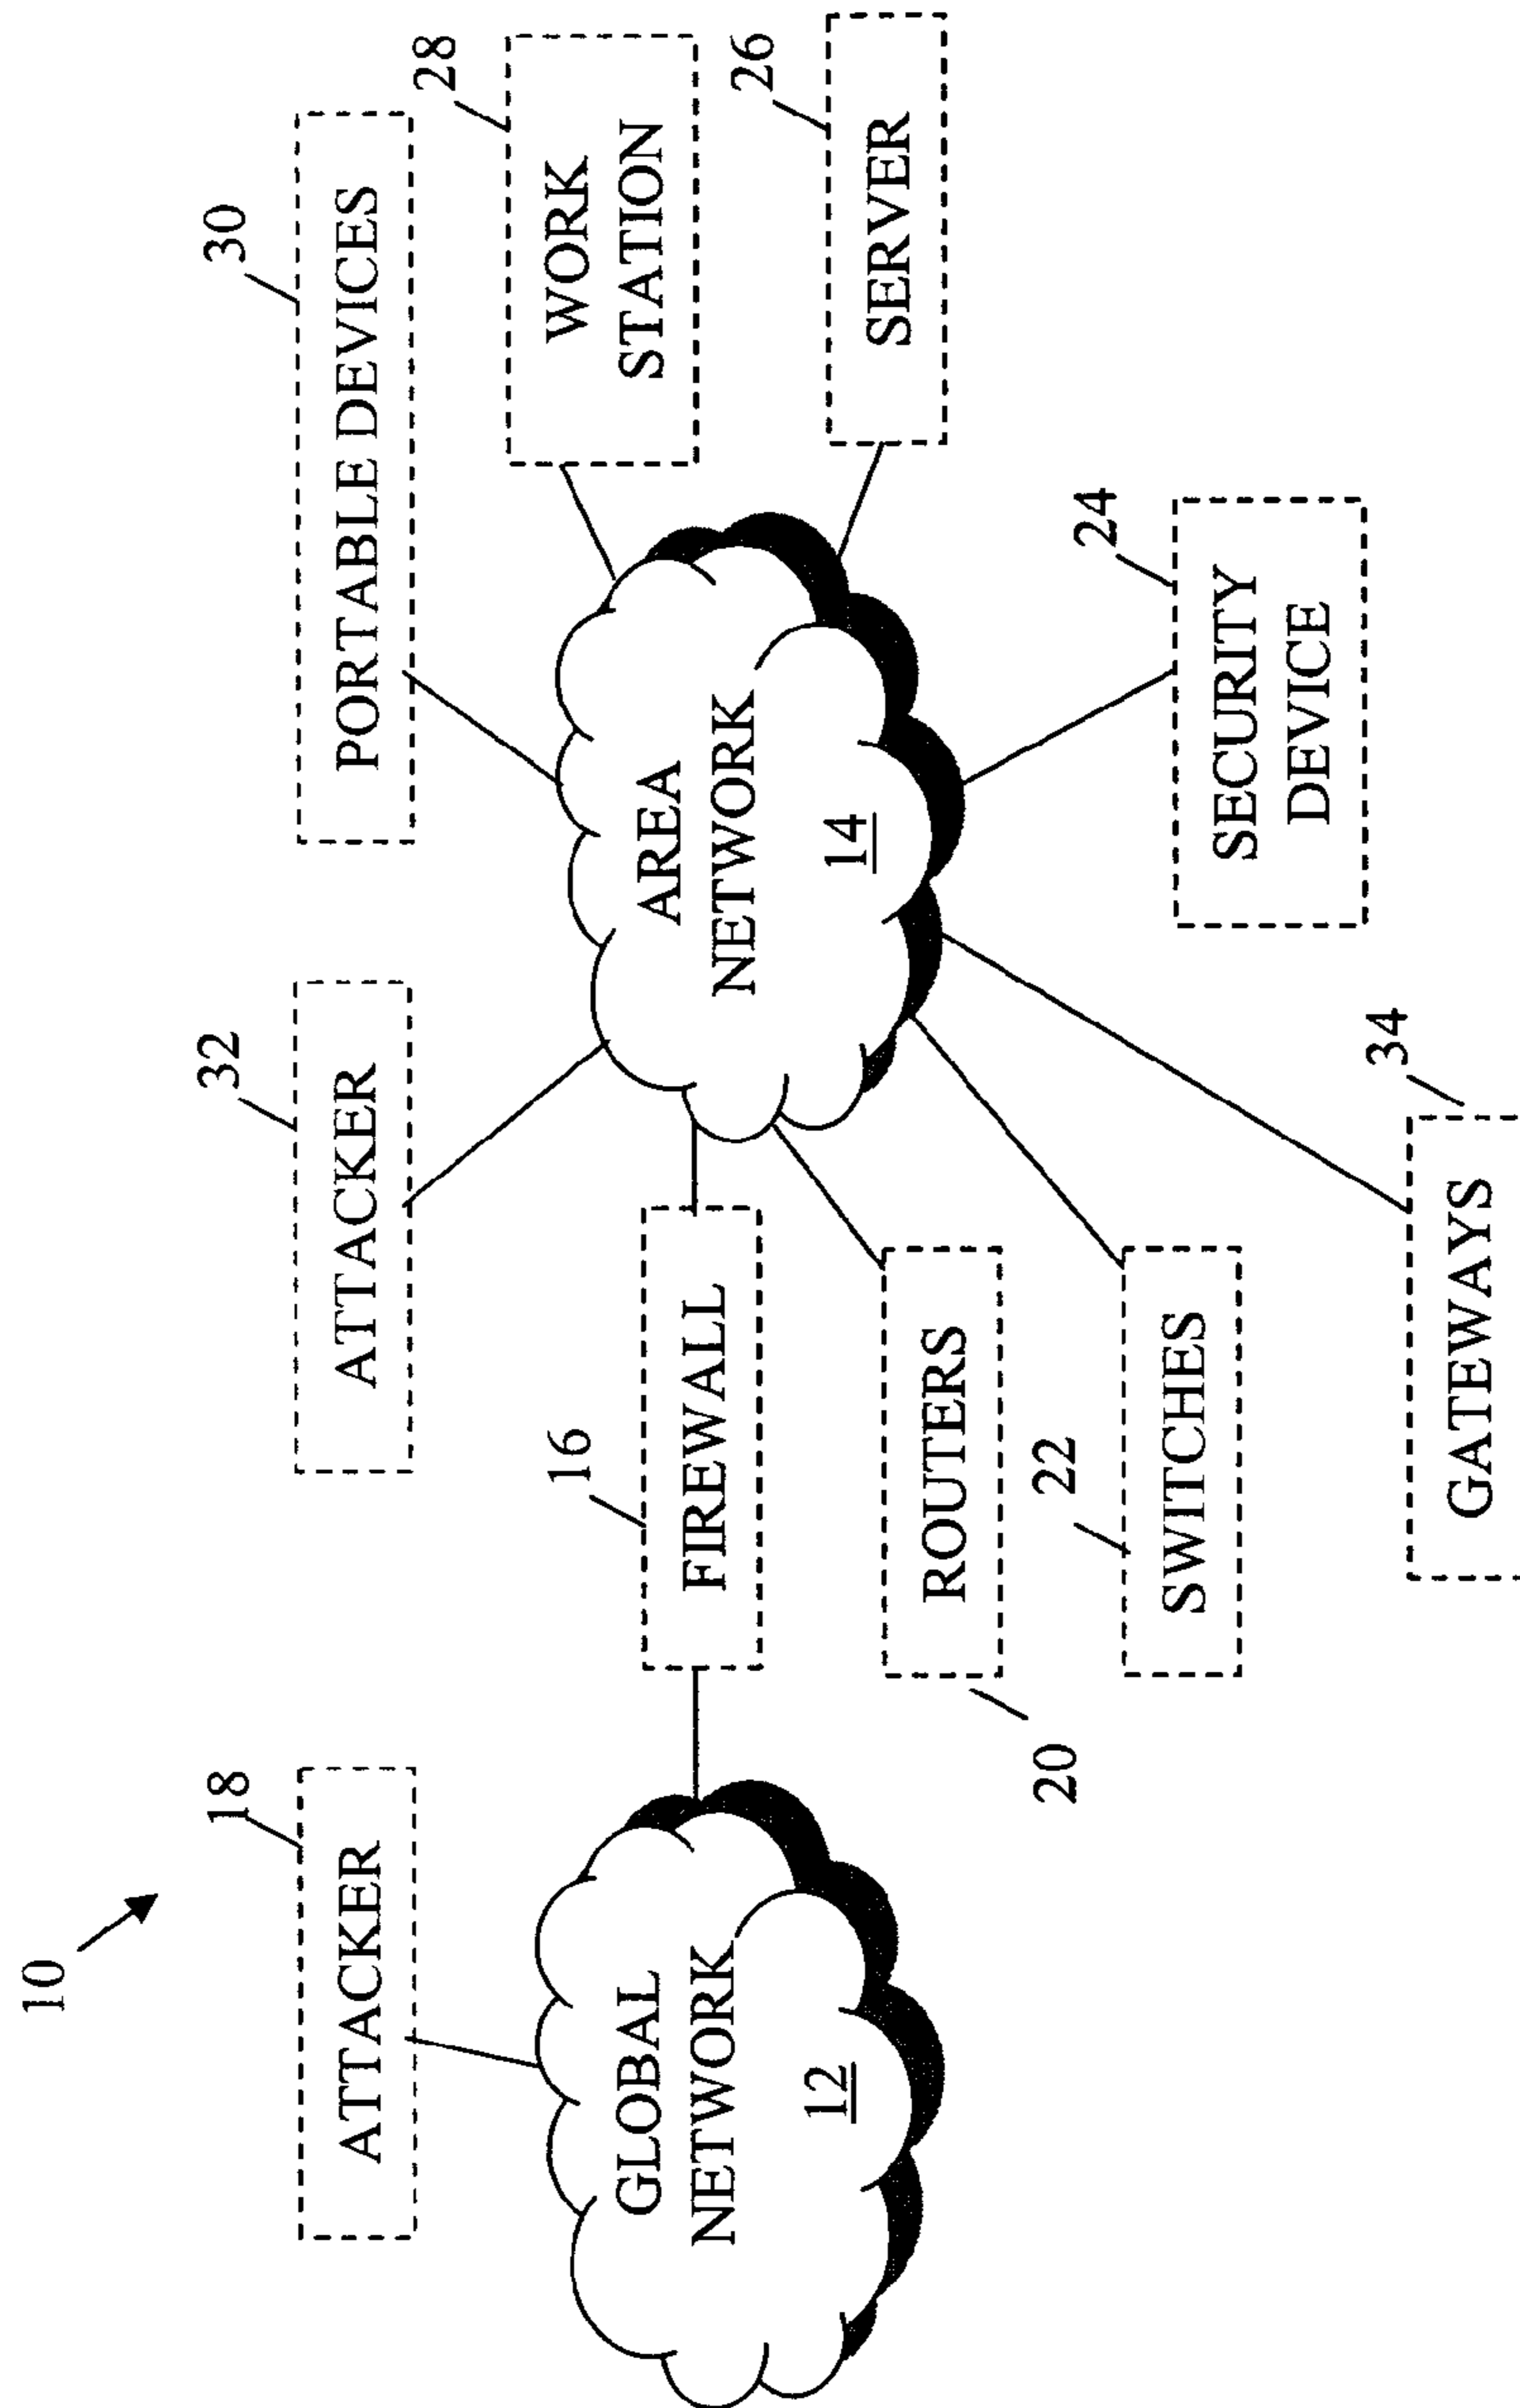 10
18
ATTACKER
32
ATTACKER
30
PORTABLE DEVICES
28
WORK
STATION
GLOBAL
NETWORK
12
16
FIREWALL
AREA
NETWORK
14
26
SERVER
20
ROUTERS
22
SWITCHES
24
SECURITY
DEVICE
34
GATEWAYS